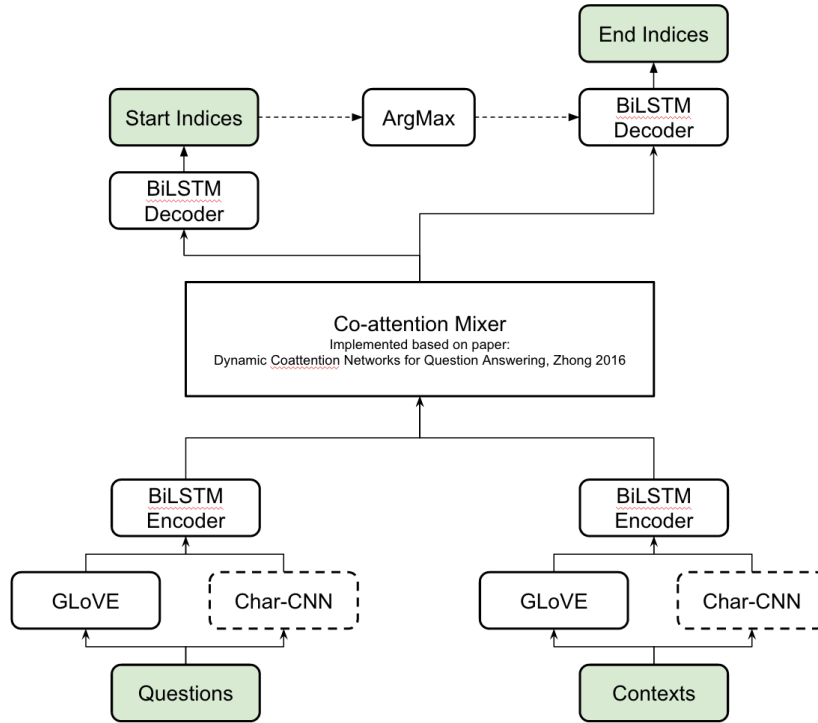 End Indices
Start Indices
ArgMax
BiLSTM
Decoder
BiLSTM
Decoder
Co-attention Mixer
Implemented based on paper:
Dynamic Coattention Networks for Question Answering, Zhong 2016
BiLSTM
Encoder
BiLSTM
Encoder
GLoVE
Char-CNN
GLoVE
Char-CNN
Questions
Contexts